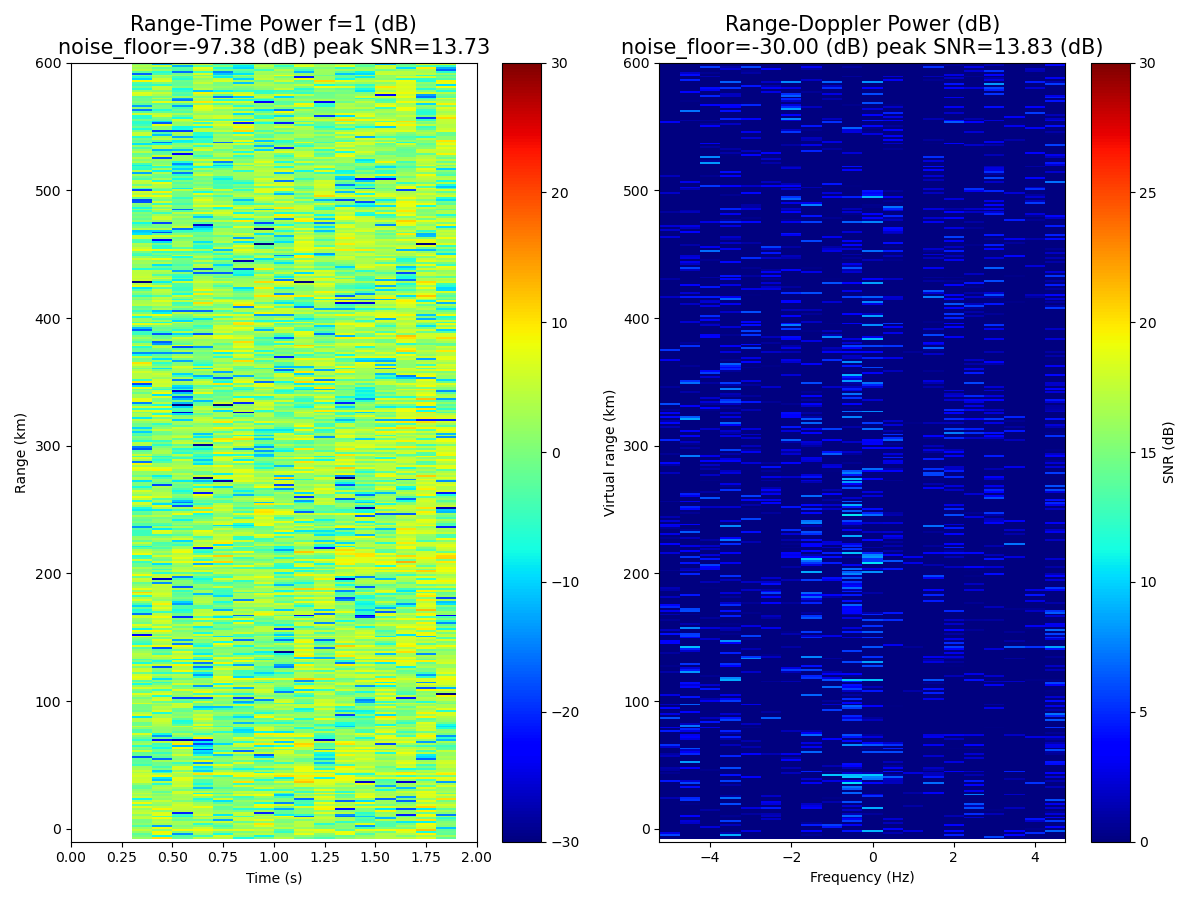 Range-Time Power f=1 (dB)
noise_floor=-97.38 (dB) peak SNR=13.73
Range-Doppler Power (dB)
noise_floor=-30.00 (dB) peak SNR=13.83 (dB)
600
500
400
300
200
100
0
Range (km)
0.00 0.25 0.50 0.75 1.00 1.25 1.50 1.75 2.00
Time (s)
30
20
10
0
−10
−20
−30
600
500
400
300
200
100
0
Virtual range (km)
−4 −2 0 2 4
Frequency (Hz)
30
25
20
15
10
5
0
SNR (dB)